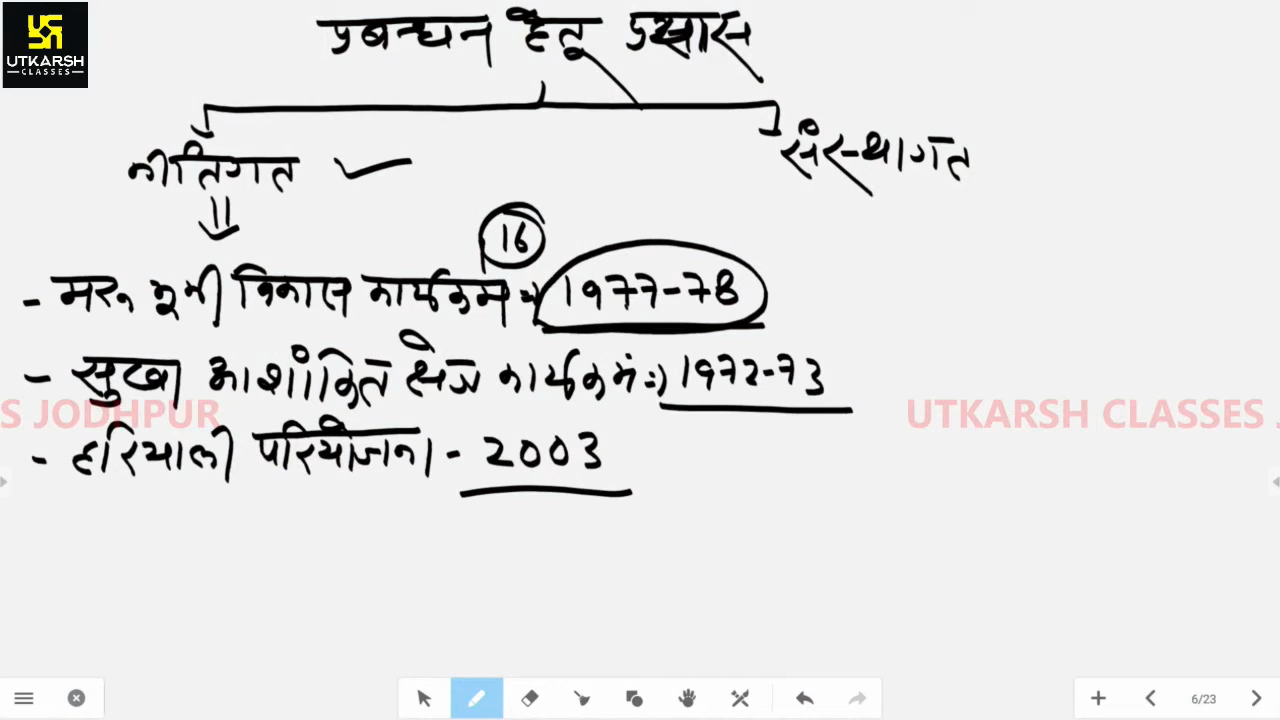 UTKARSH
CLASSES
प्रबन्धन हेतू प्रयास
नीतिगत संस्थागत
16
- मरू भूमी विकास कार्यक्रम => 1977-78
- सुखा आशांकित क्षेत्र कार्यक्रम => 1972-73
S JODHPUR UTKARSH CLASSES
- हरियाली परियोजना - 2003
6/23